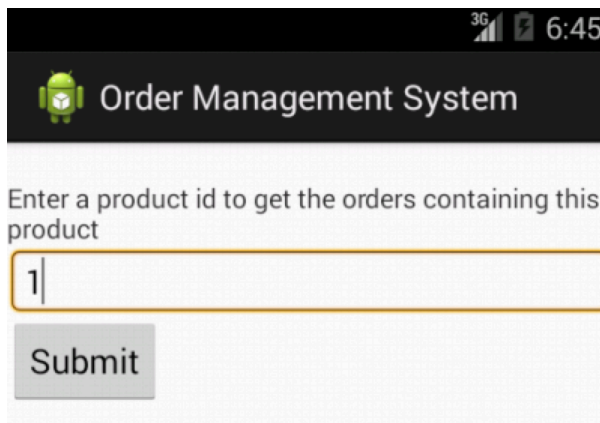 3G 6:45
Order Management System
Enter a product id to get the orders containing this
product
1
Submit